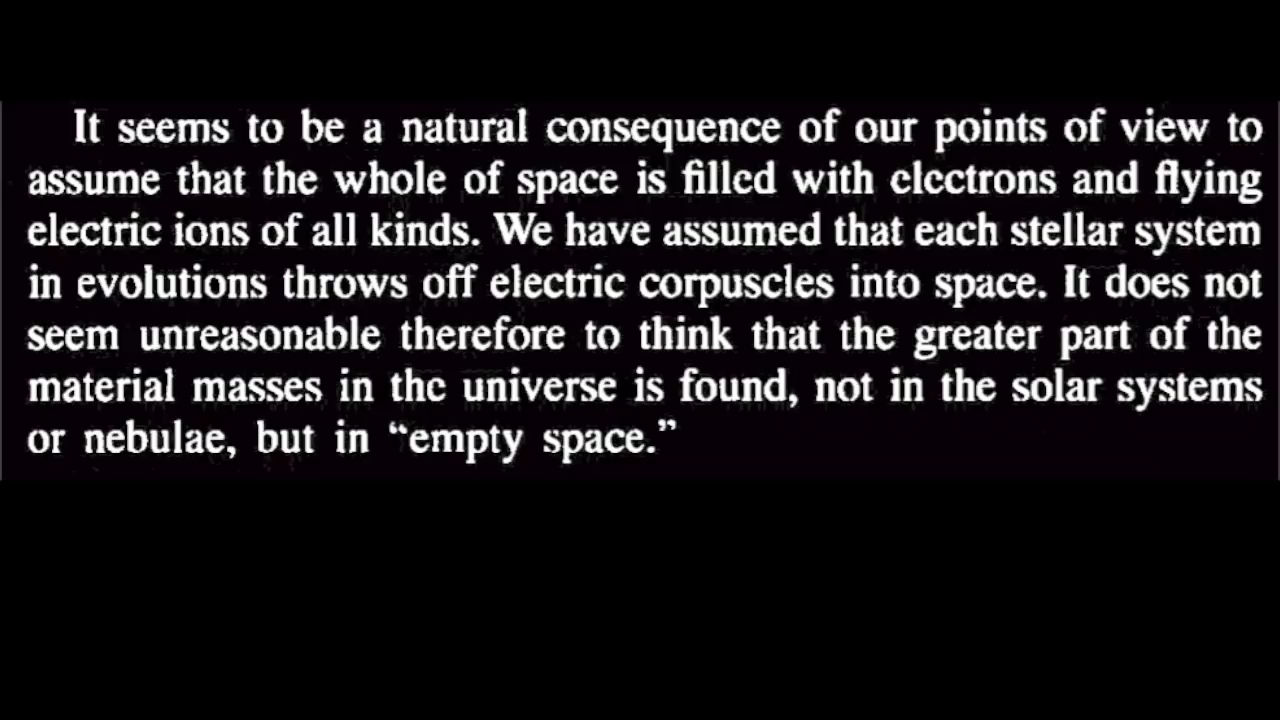 It seems to be a natural consequence of our points of view to
assume that the whole of space is filled with electrons and flying
electric ions of all kinds. We have assumed that each stellar system
in evolutions throws off electric corpuscles into space. It does not
seem unreasonable therefore to think that the greater part of the
material masses in the universe is found, not in the solar systems
or nebulae, but in “empty space.”